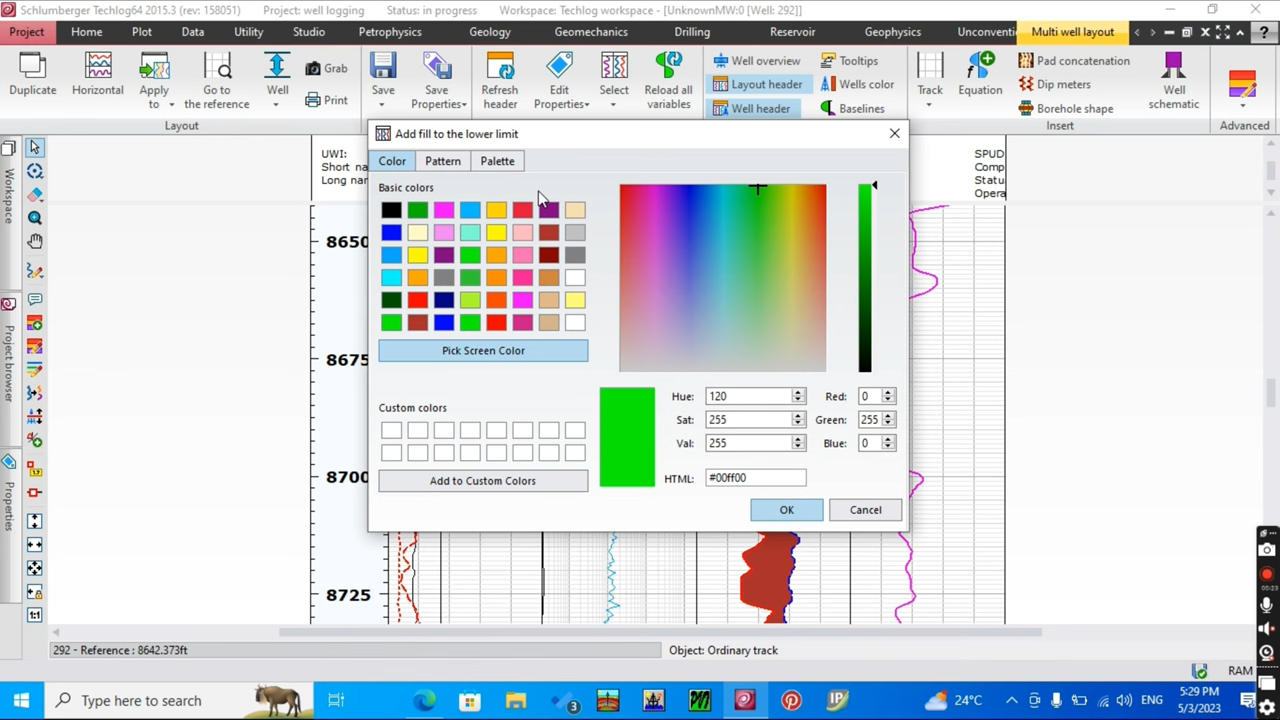 Schlumberger Techlog64 2015.3 (rev: 158051) Project: well logging Status: in progress Workspace: Techlog workspace - [UnknownMW:0 [Well: 292]]
Project Home Plot Data Utility Studio Petrophysics Geology Geomechanics Drilling Reservoir Geophysics Unconventi Multi well layout
Duplicate Horizontal Apply to Go to the reference Well Grab Print Save Save Properties Refresh header Edit Properties Select Reload all variables
Well overview Layout header Well header Tooltips Wells color Baselines
Track Equation Pad concatenation Dip meters Borehole shape Well schematic
Layout Insert Advanced
Workspace
Project browser
Properties
UWI:
Short na
Long nam
SPUD
Comp
Statu
Opera
Add fill to the lower limit
Color Pattern Palette
Basic colors
Pick Screen Color
Custom colors
Add to Custom Colors
Hue: 120 Red: 0
Sat: 255 Green: 255
Val: 255 Blue: 0
HTML: #00ff00
OK Cancel
8650
8675
8700
8725
1:1
292 - Reference : 8642.373ft Object: Ordinary track
RAM
00:23
Type here to search
3
IP
24°C ENG 5:29 PM
5/3/2023